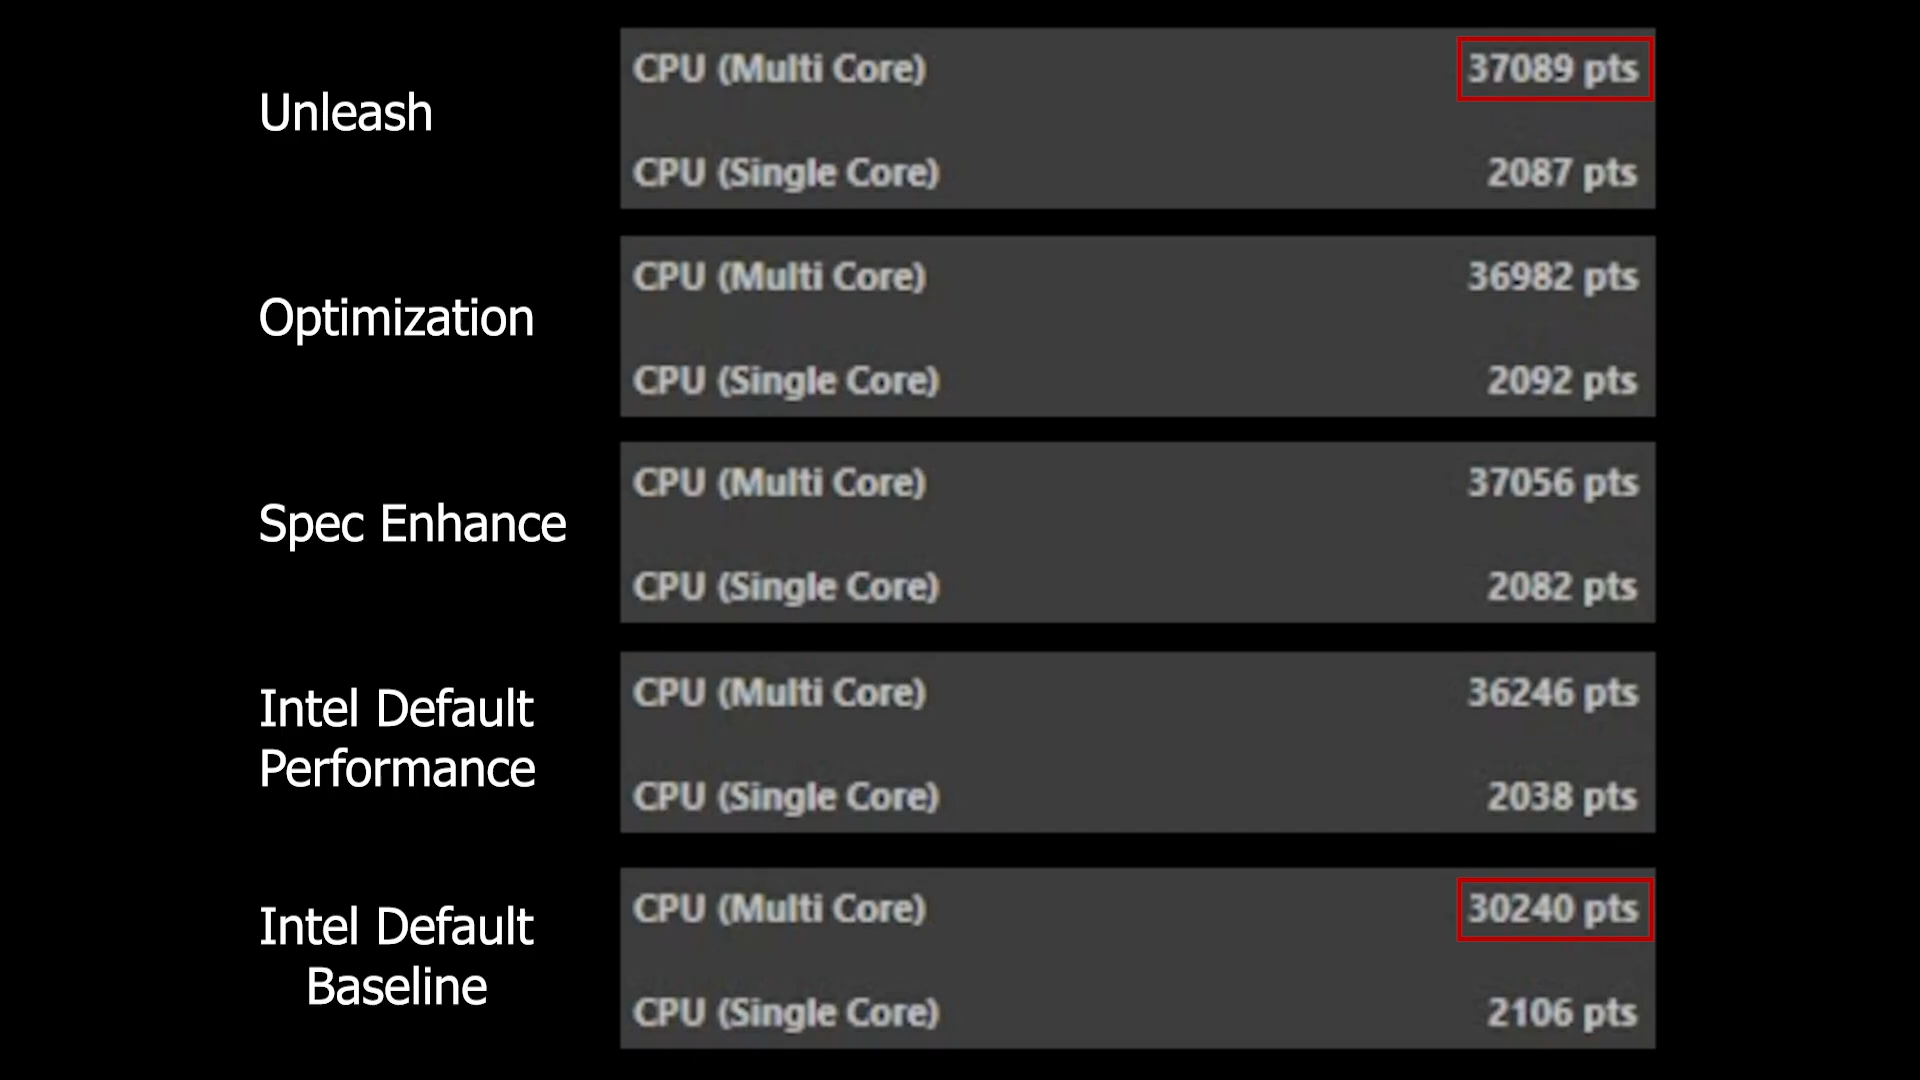 Unleash
CPU (Multi Core) 37089 pts
CPU (Single Core) 2087 pts
Optimization
CPU (Multi Core) 36982 pts
CPU (Single Core) 2092 pts
Spec Enhance
CPU (Multi Core) 37056 pts
CPU (Single Core) 2082 pts
Intel Default
Performance
CPU (Multi Core) 36246 pts
CPU (Single Core) 2038 pts
Intel Default
Baseline
CPU (Multi Core) 30240 pts
CPU (Single Core) 2106 pts